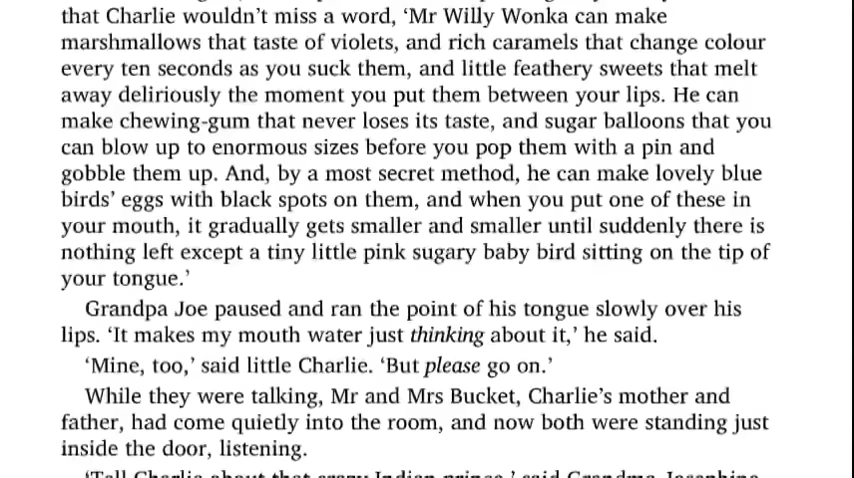 that Charlie wouldn’t miss a word, ‘Mr Willy Wonka can make
marshmallows that taste of violets, and rich caramels that change colour
every ten seconds as you suck them, and little feathery sweets that melt
away deliriously the moment you put them between your lips. He can
make chewing-gum that never loses its taste, and sugar balloons that you
can blow up to enormous sizes before you pop them with a pin and
gobble them up. And, by a most secret method, he can make lovely blue
birds’ eggs with black spots on them, and when you put one of these in
your mouth, it gradually gets smaller and smaller until suddenly there is
nothing left except a tiny little pink sugary baby bird sitting on the tip of
your tongue.’
Grandpa Joe paused and ran the point of his tongue slowly over his
lips. ‘It makes my mouth water just thinking about it,’ he said.
‘Mine, too,’ said little Charlie. ‘But please go on.’
While they were talking, Mr and Mrs Bucket, Charlie’s mother and
father, had come quietly into the room, and now both were standing just
inside the door, listening.
‘Tell Charlie about that crazy Indian prince,’ said Grandma Josephine.